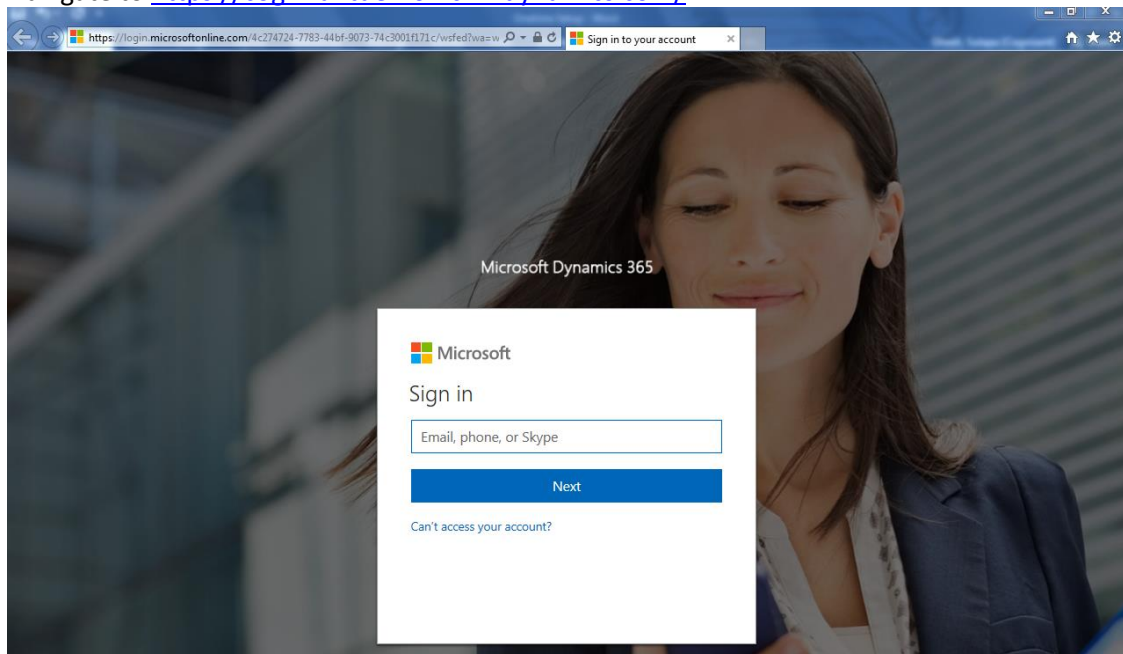 https://login.microsoftonline.com/4c274724-7783-44bf-9073-74c3001f171c/wsfed?wa=w
Sign in to your account
Microsoft Dynamics 365
Microsoft
Sign in
Email, phone, or Skype
Next
Can't access your account?